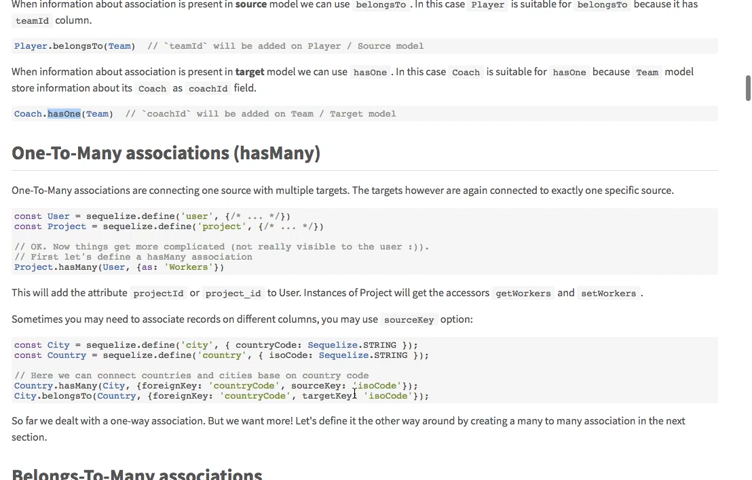 When information about association is present in source model we can use belongsTo . In this case Player is suitable for belongsTo because it has
teamId column.
Player.belongsTo(Team)  // `teamId` will be added on Player / Source model
When information about association is present in target model we can use hasOne . In this case Coach is suitable for hasOne because Team model
store information about its Coach as coachId field.
Coach.hasOne(Team)  // `coachId` will be added on Team / Target model
One-To-Many associations (hasMany)
One-To-Many associations are connecting one source with multiple targets. The targets however are again connected to exactly one specific source.
const User = sequelize.define('user', {/* ... */})
const Project = sequelize.define('project', {/* ... */})
// OK. Now things get more complicated (not really visible to the user :)).
// First let's define a hasMany association
Project.hasMany(User, {as: 'Workers'})
This will add the attribute projectId or project_id to User. Instances of Project will get the accessors getWorkers and setWorkers .
Sometimes you may need to associate records on different columns, you may use sourceKey option:
const City = sequelize.define('city', { countryCode: Sequelize.STRING });
const Country = sequelize.define('country', { isoCode: Sequelize.STRING });
// Here we can connect countries and cities base on country code
Country.hasMany(City, {foreignKey: 'countryCode', sourceKey: 'isoCode'});
City.belongsTo(Country, {foreignKey: 'countryCode', targetKey: 'isoCode'});
So far we dealt with a one-way association. But we want more! Let's define it the other way around by creating a many to many association in the next
section.
Belongs-To-Many associations